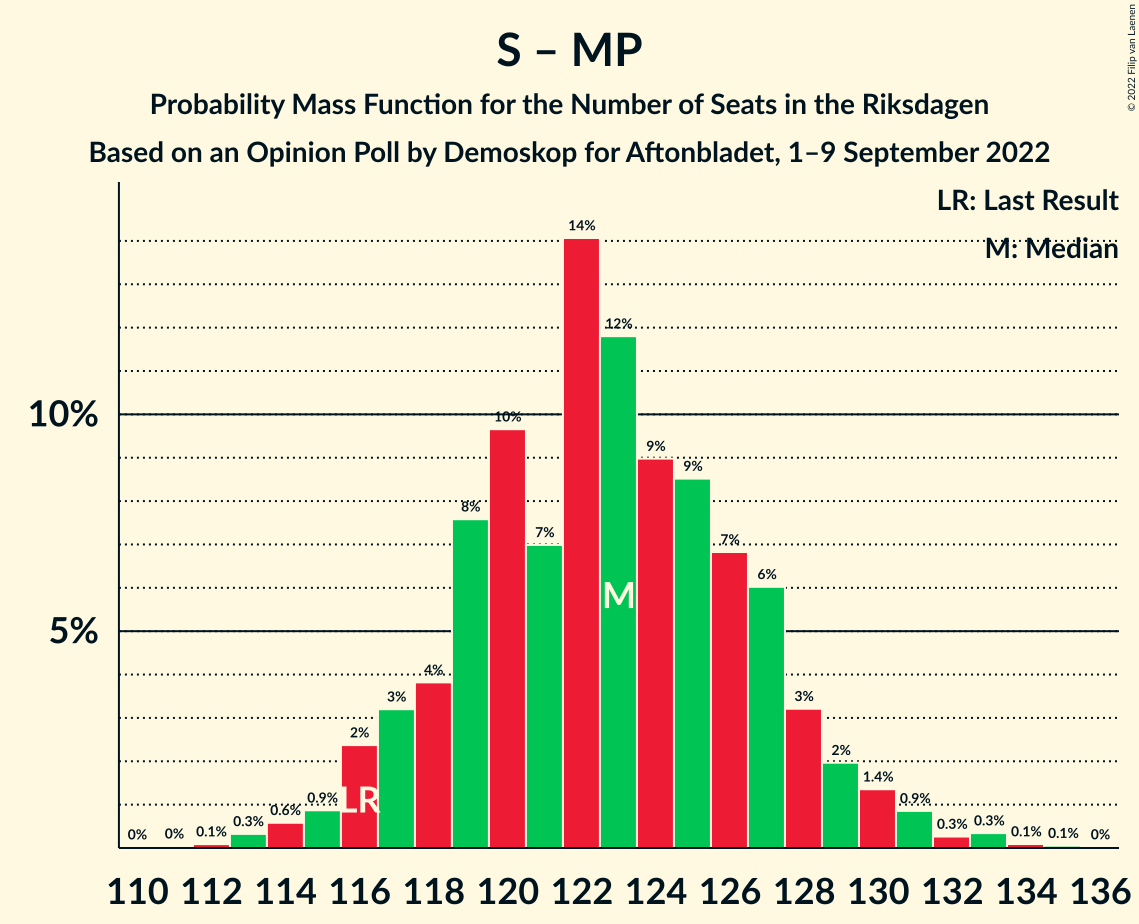 © 2022 Filip van Laenen
S – MP
Probability Mass Function for the Number of Seats in the Riksdagen
Based on an Opinion Poll by Demoskop for Aftonbladet, 1–9 September 2022
LR: Last Result
M: Median
10%
5%
0% 0% 0.1% 0.3% 0.6% 0.9% 2% 3% 4% 8% 10% 7% 14% 12% 9% 9% 7% 6% 3% 2% 1.4% 0.9% 0.3% 0.3% 0.1% 0.1% 0%
M
LR
110 112 114 116 118 120 122 124 126 128 130 132 134 136